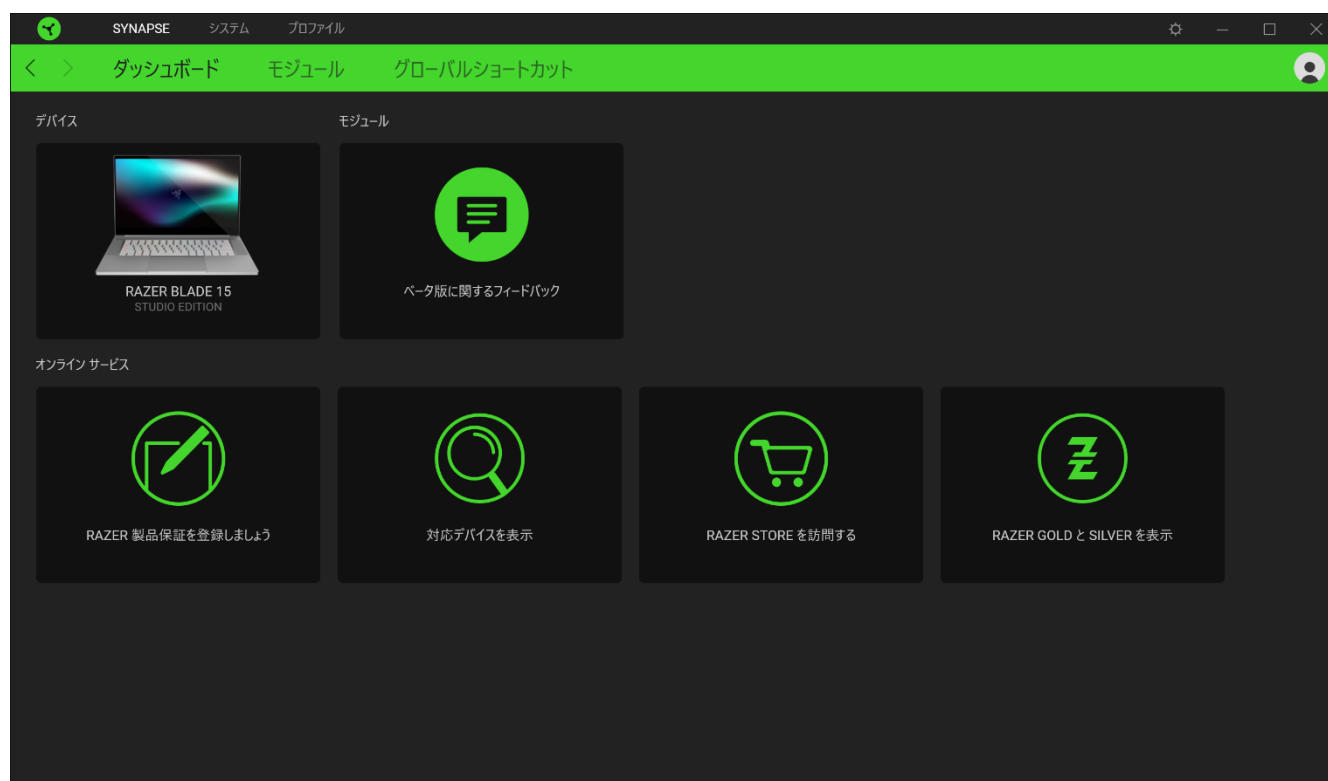 SYNAPSE システム プロファイル
ダッシュボード モジュール グローバルショートカット
デバイス モジュール
RAZER BLADE 15
STUDIO EDITION
ベータ版に関するフィードバック
オンライン サービス
RAZER 製品保証を登録しましょう
対応デバイスを表示
RAZER STORE を訪問する
RAZER GOLD と SILVER を表示